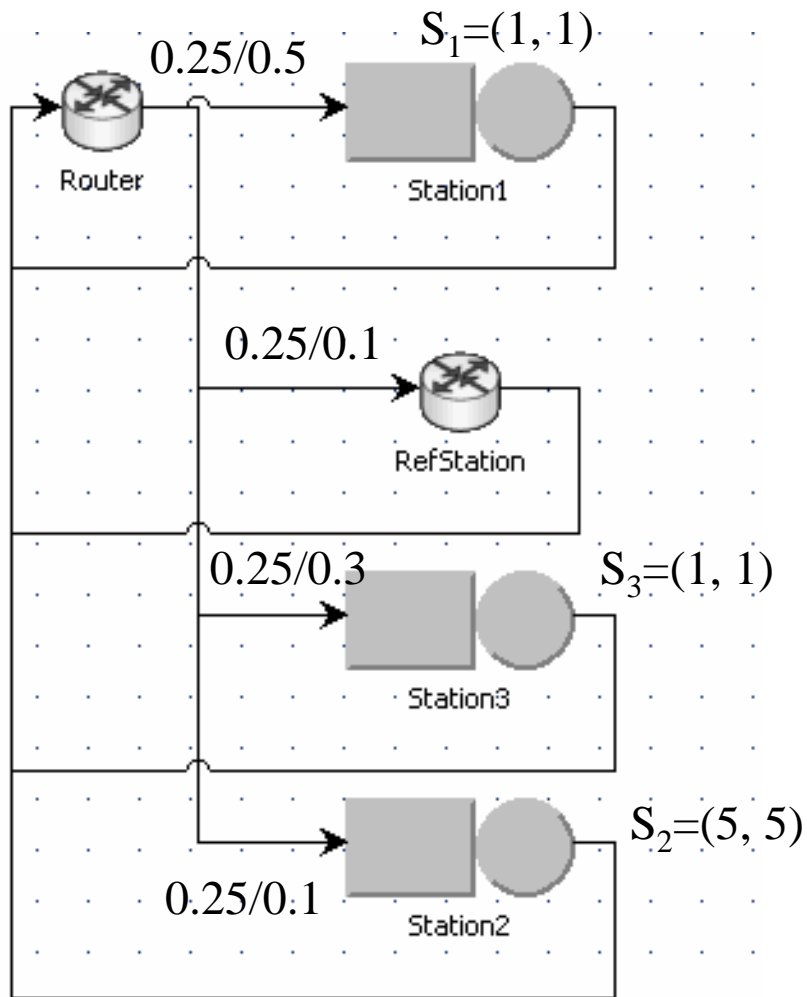 S₁=(1, 1)
0.25/0.5
Router
Station1
0.25/0.1
RefStation
0.25/0.3
S₃=(1, 1)
Station3
S₂=(5, 5)
0.25/0.1
Station2